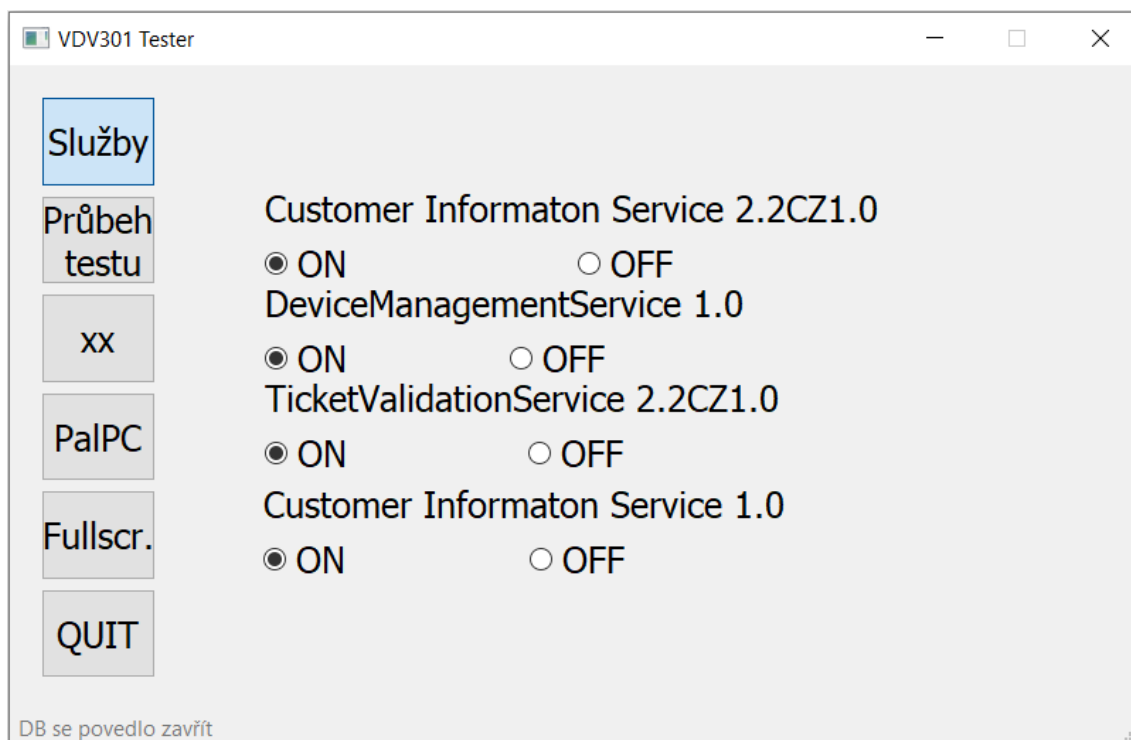 VDV301 Tester
Služby
Průbeh
testu
xx
PalPC
Fullscr.
QUIT
Customer Informaton Service 2.2CZ1.0
ON OFF
DeviceManagementService 1.0
ON OFF
TicketValidationService 2.2CZ1.0
ON OFF
Customer Informaton Service 1.0
ON OFF
DB se povedlo zavřít